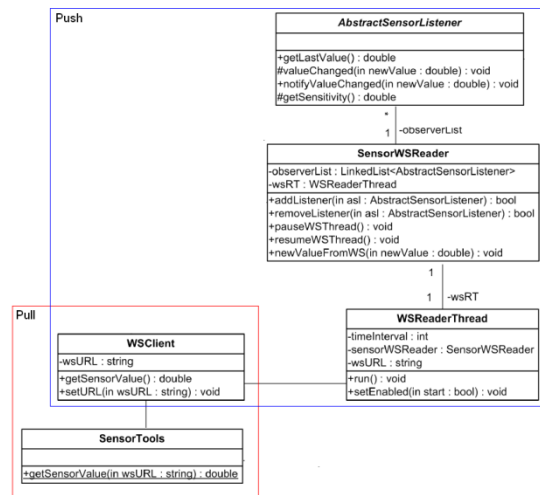 Push
AbstractSensorListener
+getLastValue() : double
#valueChanged(in newValue : double) : void
+notifyValueChanged(in newValue : double) : void
#getSensitivity() : double
*
1 -observerList
SensorWSReader
-observerList : LinkedList<AbstractSensorListener>
-wsRT : WSReaderThread
+addListener(in asl : AbstractSensorListener) : bool
+removeListener(in asl : AbstractSensorListener) : bool
+pauseWSThread() : void
+resumeWSThread() : void
+newValueFromWS(in newValue : double) : void
1
1 -wsRT
WSReaderThread
-timeInterval : int
-sensorWSReader : SensorWSReader
-wsURL : string
+run() : void
+setEnabled(in start : bool) : void
Pull
WSClient
-wsURL : string
+getSensorValue() : double
+setURL(in wsURL : string) : void
SensorTools
+getSensorValue(in wsURL : string) : double